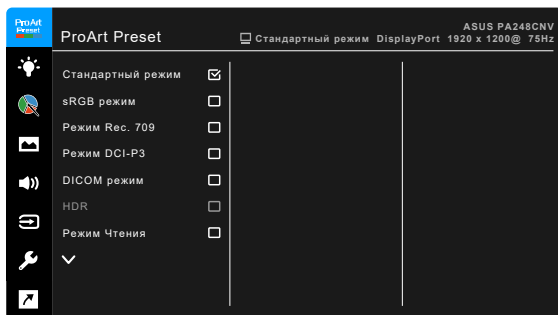 ProArt
Preset
ProArt Preset
ASUS PA248CNV
Стандартный режим DisplayPort 1920 x 1200@ 75Hz
Стандартный режим
sRGB режим
Режим Rec. 709
Режим DCI-P3
DICOM режим
HDR
Режим Чтения